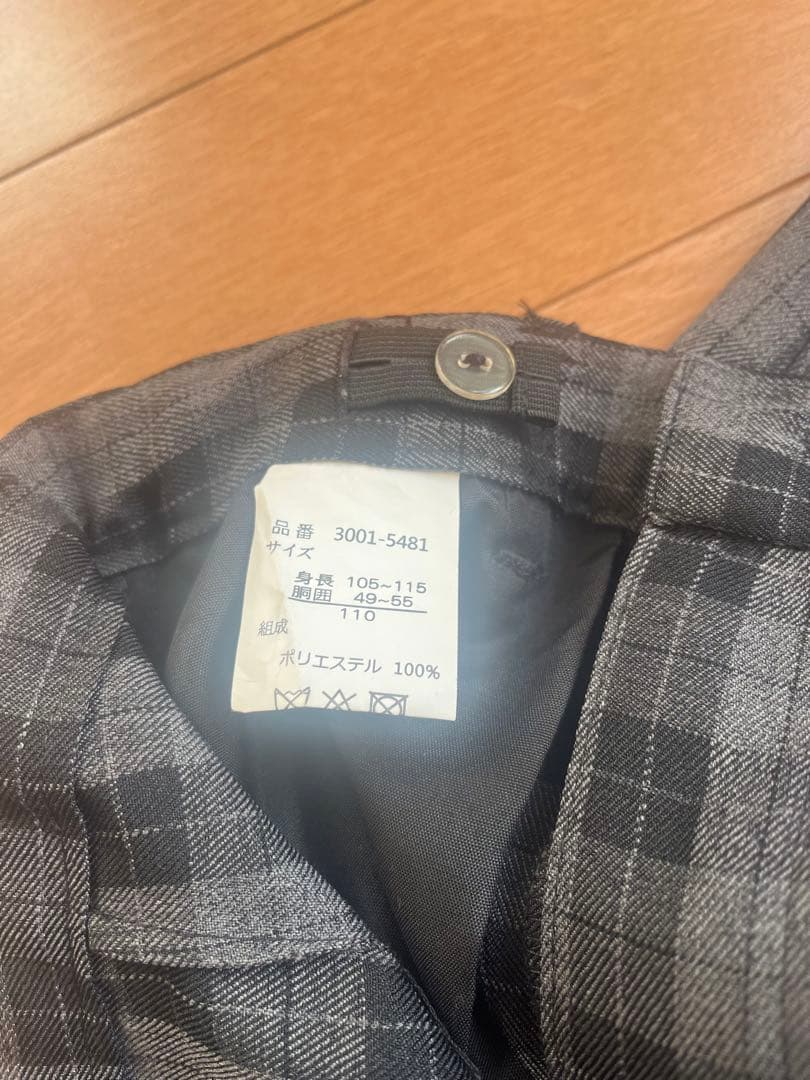 品番 3001-5481
サイズ
身長 105~115
胴囲 49~55
110
組成
ポリエステル 100%